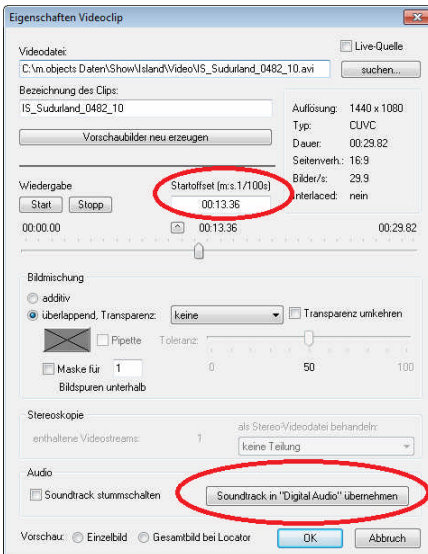 Eigenschaften Videoclip
Videodatei:
Live-Quelle
C:\m.objects Daten\Show\Island\Video\IS_Sudurland_0482_10.avi
suchen...
Bezeichnung des Clips:
IS_Sudurland_0482_10
Vorschaubilder neu erzeugen
Auflösung: 1440 x 1080
Typ: CUVC
Dauer: 00:29.82
Seitenverh.: 16:9
Bilder/s: 29.9
Interlaced: nein
Wiedergabe
Startoffset (m:s.1/100s)
Start Stopp 00:13.36
00:00.00 ^ 00:13.36 00:29.82
Bildmischung
additiv
überlappend, Transparenz: keine Transparenz umkehren
Pipette Toleranz:
Maske für 1 0 50 100
Bildspuren unterhalb
Stereoskopie
als Stereo-Videodatei behandeln:
enthaltene Videostreams: 1 keine Teilung
Audio
Soundtrack stummschalten Soundtrack in "Digital Audio" übernehmen
Vorschau: Einzelbild Gesamtbild bei Locator OK Abbruch